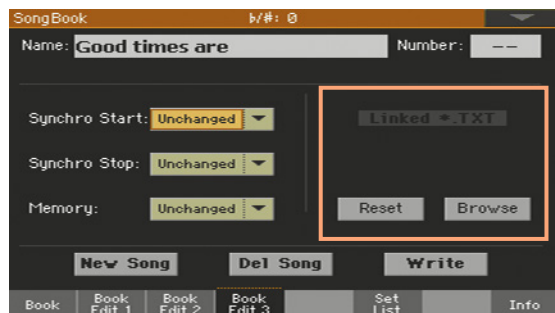 SongBook ♭/#: 0
Name: Good times are Number: --
Synchro Start: Unchanged Linked *.TXT
Synchro Stop: Unchanged
Memory: Unchanged Reset Browse
New Song Del Song Write
Book Book Edit 1 Book Edit 2 Book Edit 3 Set List Info